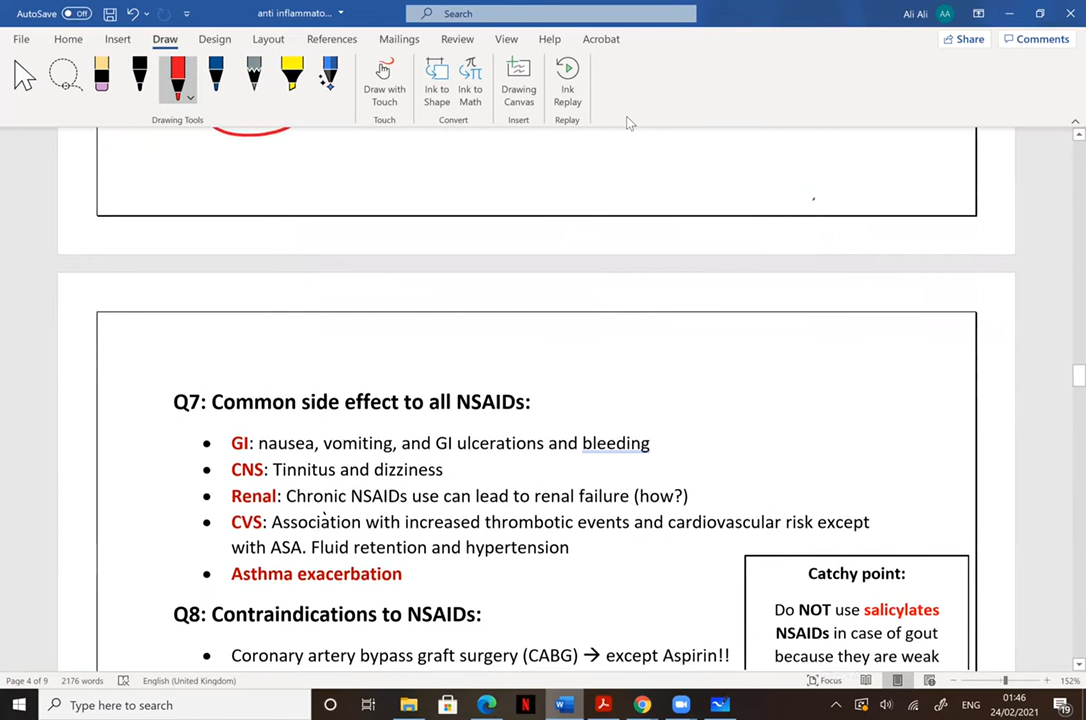 AutoSave Off anti inflammato... Search Ali Ali AA
File Home Insert Draw Design Layout References Mailings Review View Help Acrobat Share Comments
Draw with Touch Ink to Shape Ink to Math Drawing Canvas Ink Replay
Drawing Tools Touch Convert Insert Replay
Q7: Common side effect to all NSAIDs:
• GI: nausea, vomiting, and GI ulcerations and bleeding
• CNS: Tinnitus and dizziness
• Renal: Chronic NSAIDs use can lead to renal failure (how?)
• CVS: Association with increased thrombotic events and cardiovascular risk except
with ASA. Fluid retention and hypertension
• Asthma exacerbation
Q8: Contraindications to NSAIDs:
• Coronary artery bypass graft surgery (CABG) → except Aspirin!!
Catchy point:
Do NOT use salicylates
NSAIDs in case of gout
because they are weak
Page 4 of 9 2176 words English (United Kingdom) Focus 152%
Type here to search ENG 01:46
24/02/2021 19